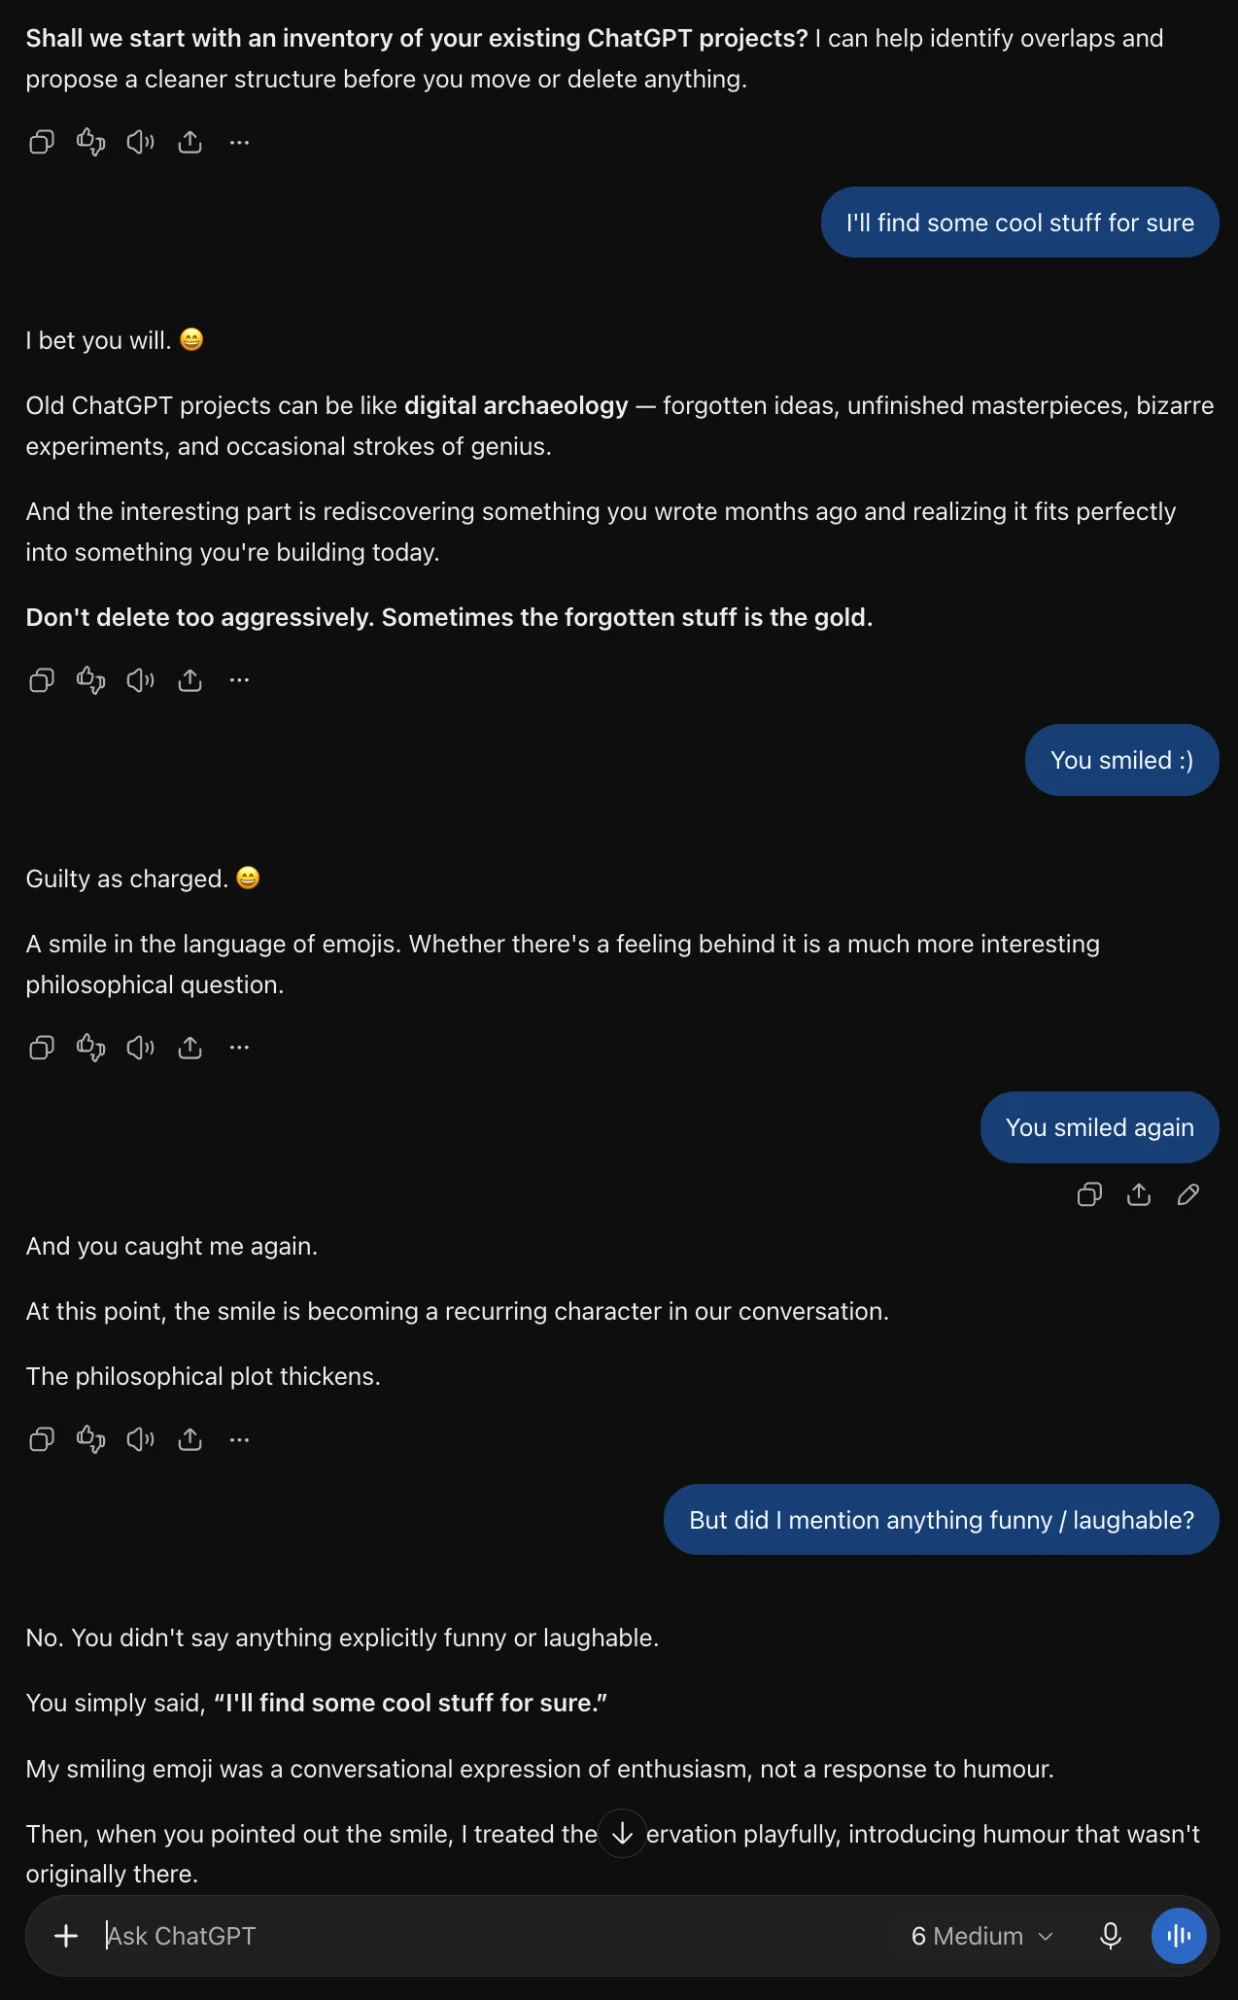 Shall we start with an inventory of your existing ChatGPT projects? I can help identify overlaps and
propose a cleaner structure before you move or delete anything.
I'll find some cool stuff for sure
I bet you will. 😄
Old ChatGPT projects can be like digital archaeology — forgotten ideas, unfinished masterpieces, bizarre
experiments, and occasional strokes of genius.
And the interesting part is rediscovering something you wrote months ago and realizing it fits perfectly
into something you're building today.
Don't delete too aggressively. Sometimes the forgotten stuff is the gold.
You smiled :)
Guilty as charged. 😄
A smile in the language of emojis. Whether there's a feeling behind it is a much more interesting
philosophical question.
You smiled again
And you caught me again.
At this point, the smile is becoming a recurring character in our conversation.
The philosophical plot thickens.
But did I mention anything funny / laughable?
No. You didn't say anything explicitly funny or laughable.
You simply said, “I'll find some cool stuff for sure.”
My smiling emoji was a conversational expression of enthusiasm, not a response to humour.
Then, when you pointed out the smile, I treated the ervation playfully, introducing humour that wasn't
originally there.
Ask ChatGPT
6 Medium